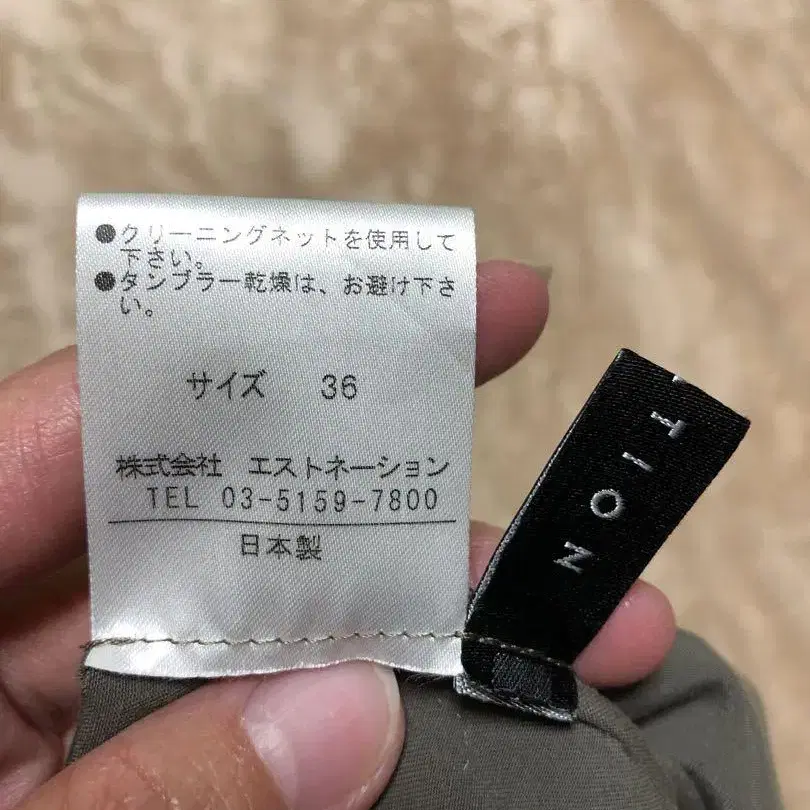 ●クリーニングネットを使用して
下さい。
●タンブラー乾燥は、お避け下さ
い。
サイズ 36
株式会社 エストネーション
TEL 03-5159-7800
日本製
TION